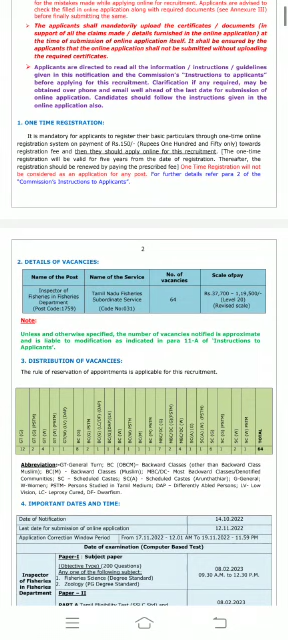 for the mistakes made while applying online for recruitment. Applicants are advised to
check the filled in online application along with required documents (see Annexure III)
before finally submitting the same.
➤ The applicants shall mandatorily upload the certificates / documents (in
support of all the claims made / details furnished in the online application) at
the time of submission of online application itself. It shall be ensured by the
applicants that the online application shall not be submitted without uploading
the required certificates.
➤ Applicants are directed to read all the information / instructions / guidelines
given in this notification and the Commission's "Instructions to applicants"
before applying for this recruitment. Clarification if any required, may be
obtained over phone and email well ahead of the last date for submission of
online application. Candidates should follow the instructions given in the
online application also.
1. ONE TIME REGISTRATION:
It is mandatory for applicants to register their basic particulars through one-time online
registration system on payment of Rs.150/- (Rupees One Hundred and Fifty only) towards
registration fee and then they should apply online for this recruitment. [The one-time
registration will be valid for five years from the date of registration. Thereafter, the
registration should be renewed by paying the prescribed fee] One Time Registration will not
be considered as an application for any post. For further details refer para 2 of the
"Commission's Instructions to Applicants".
2
2. DETAILS OF VACANCIES:
Name of the Post Name of the Service No. of vacancies Scale ofpay
Inspector of
Fisheries in Fisheries
Department
(Post Code:1759)
Tamil Nadu Fisheries
Subordinate Service
(Code No:031)
64
Rs.37,700 – 1,19,500/-
(Level 20)
(Revised scale)
Note:
Unless and otherwise specified, the number of vacancies notified is approximate
and is liable to modification as indicated in para 11-A of 'Instructions to
Applicants'.
3. DISTRIBUTION OF VACANCIES:
The rule of reservation of appointments is applicable for this recruitment.
GT (G)
GT (G) (PSTM)
GT (W)
TOTAL
64
Abbreviation:-GT-General Turn; BC (OBCM)– Backward Classes (other than Backward Class
Muslim); BC(M) - Backward Classes (Muslim); MBC/DC- Most Backward Classes/Denotified
Communities; SC – Scheduled Castes; SC(A) - Scheduled Castes (Arunthathiar); G-General;
W-Women; PSTM- Persons Studied in Tamil Medium; DAP – Differently Abled Persons; LV- Low
Vision, LC- Leprosy Cured, DF- Dwarfism.
4. IMPORTANT DATES AND TIME:
Date of Notification 14.10.2022
Last date for submission of online application 12.11.2022
Application Correction Window Period From 17.11.2022 - 12.01 AM To 19.11.2022 - 11.59 PM
Date of examination (Computer Based Test)
Inspector
of Fisheries
in Fisheries
Department
Paper-I : Subject paper
(Objective Type) (200 Questions)
Any one of the following subject:
1. Fisheries Science (Degree Standard)
2. Zoology (PG Degree Standard)
08.02.2023
09.30 A.M. to 12.30 P.M.
Paper – II
08.02.2023